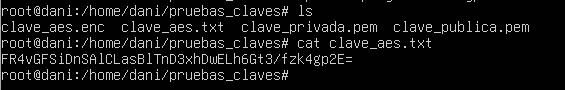 root@dani:/home/dani/pruebas_claves# ls
clave_aes.enc  clave_aes.txt  clave_privada.pem  clave_publica.pem
root@dani:/home/dani/pruebas_claves# cat clave_aes.txt
FR4vGFSiDnSAlCLasBlTnD3xhDwELh6Gt3/fzk4gp2E=
root@dani:/home/dani/pruebas_claves#